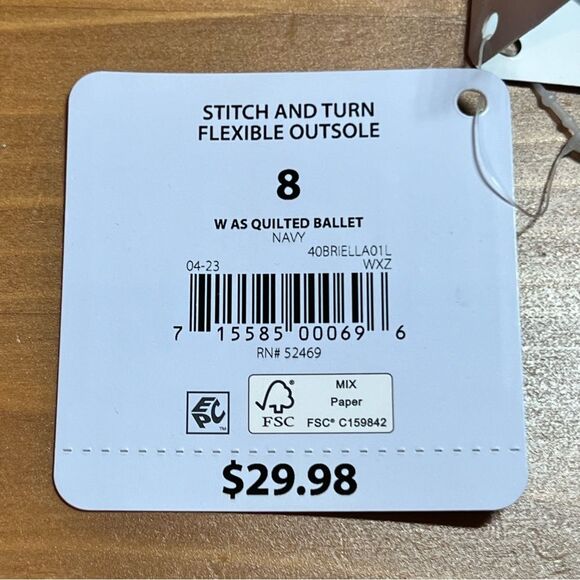 STITCH AND TURN
FLEXIBLE OUTSOLE
8
W AS QUILTED BALLET
NAVY
40BRIELLA01L
04-23 WXZ
7 15585 00069 6
RN# 52469
EPC™
FSC
MIX
Paper
FSC® C159842
$29.98